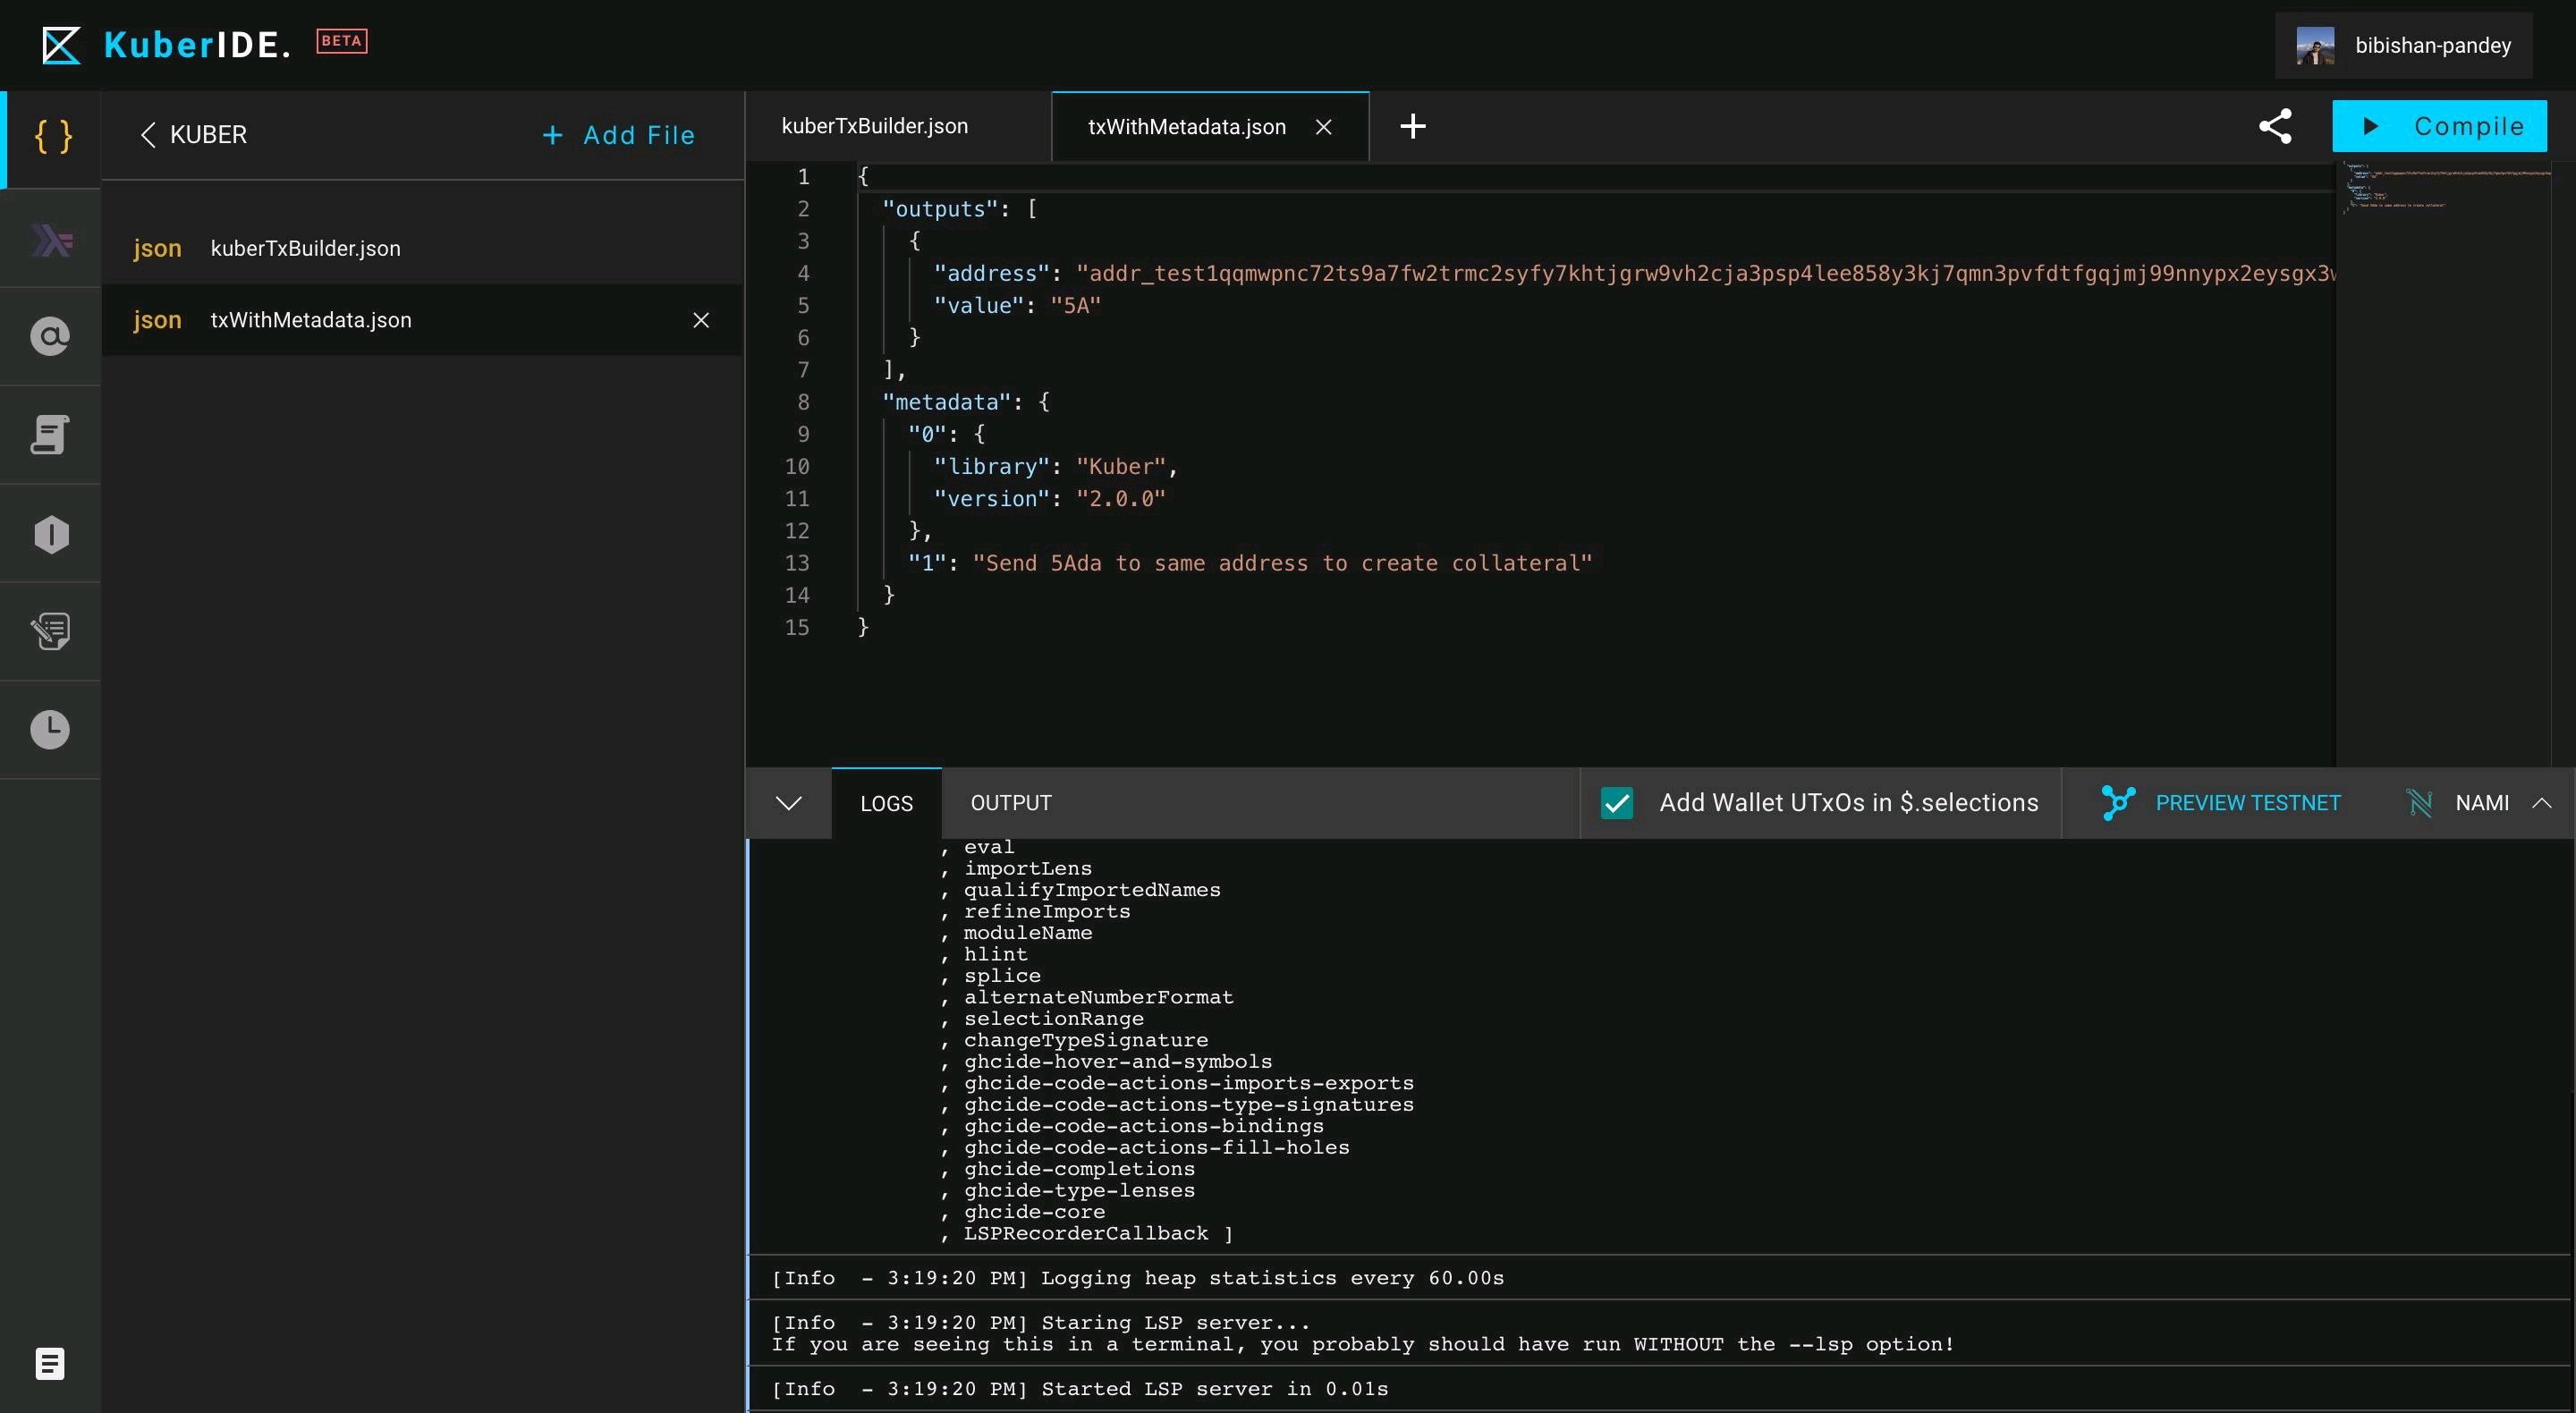 KuberIDE. BETA
bibishan-pandey
{ }
KUBER
+ Add File
json kuberTxBuilder.json
json txWithMetadata.json
kuberTxBuilder.json
txWithMetadata.json
Compile
1 {
2 "outputs": [
3 {
4 "address": "addr_test1qqmwpnc72ts9a7fw2trmc2syfy7khtjgrw9vh2cja3psp4lee858y3kj7qmn3pvfdtfgqjmj99nnypx2eysgx3w
5 "value": "5A"
6 }
7 ],
8 "metadata": {
9 "0": {
10 "library": "Kuber",
11 "version": "2.0.0"
12 },
13 "1": "Send 5Ada to same address to create collateral"
14 }
15 }
LOGS OUTPUT
Add Wallet UTxOs in $.selections
PREVIEW TESTNET
NAMI
, eval
, importLens
, qualifyImportedNames
, refineImports
, moduleName
, hlint
, splice
, alternateNumberFormat
, selectionRange
, changeTypeSignature
, ghcide-hover-and-symbols
, ghcide-code-actions-imports-exports
, ghcide-code-actions-type-signatures
, ghcide-code-actions-bindings
, ghcide-code-actions-fill-holes
, ghcide-completions
, ghcide-type-lenses
, ghcide-core
, LSPRecorderCallback ]
[Info  - 3:19:20 PM] Logging heap statistics every 60.00s
[Info  - 3:19:20 PM] Staring LSP server...
If you are seeing this in a terminal, you probably should have run WITHOUT the --lsp option!
[Info  - 3:19:20 PM] Started LSP server in 0.01s